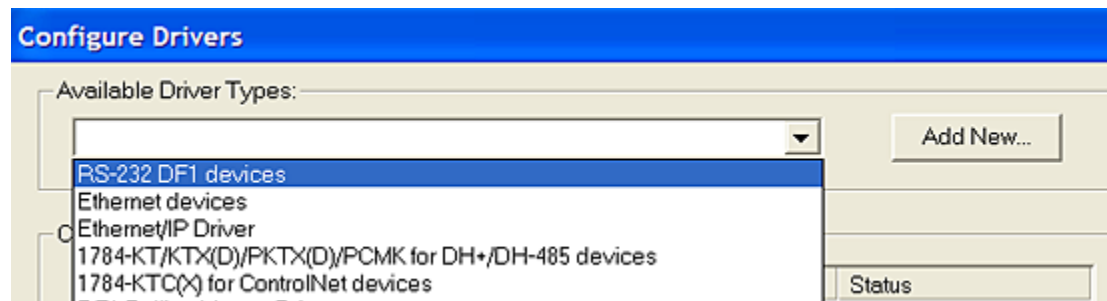 Configure Drivers
Available Driver Types:
Add New...
RS-232 DF1 devices
Ethernet devices
Ethernet/IP Driver
1784-KT/KTX(D)/PKTX(D)/PCMK for DH+/DH-485 devices
1784-KTC(X) for ControlNet devices
Status